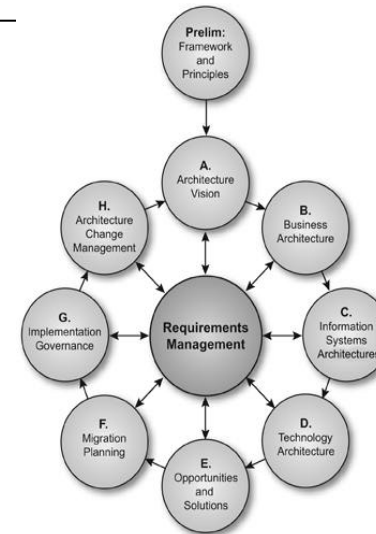 Prelim:
Framework
and
Principles
A.
Architecture
Vision
H.
Architecture
Change
Management
B.
Business
Architecture
G.
Implementation
Governance
Requirements
Management
C.
Information
Systems
Architectures
F.
Migration
Planning
D.
Technology
Architecture
E.
Opportunities
and
Solutions